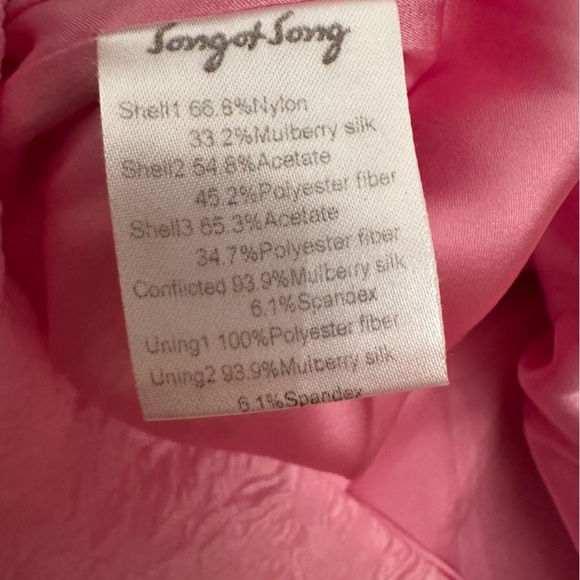 Song of Song
Shell1 66.8%Nylon
33.2%Mulberry silk
Shell2 54.8%Acetate
45.2%Polyester fiber
Shell3 65.3%Acetate
34.7%Polyester fiber
Conflicted 93.9%Mulberry silk
6.1%Spandex
Uning1 100%Polyester fiber
Uning2 93.9%Mulberry silk
6.1%Spandex